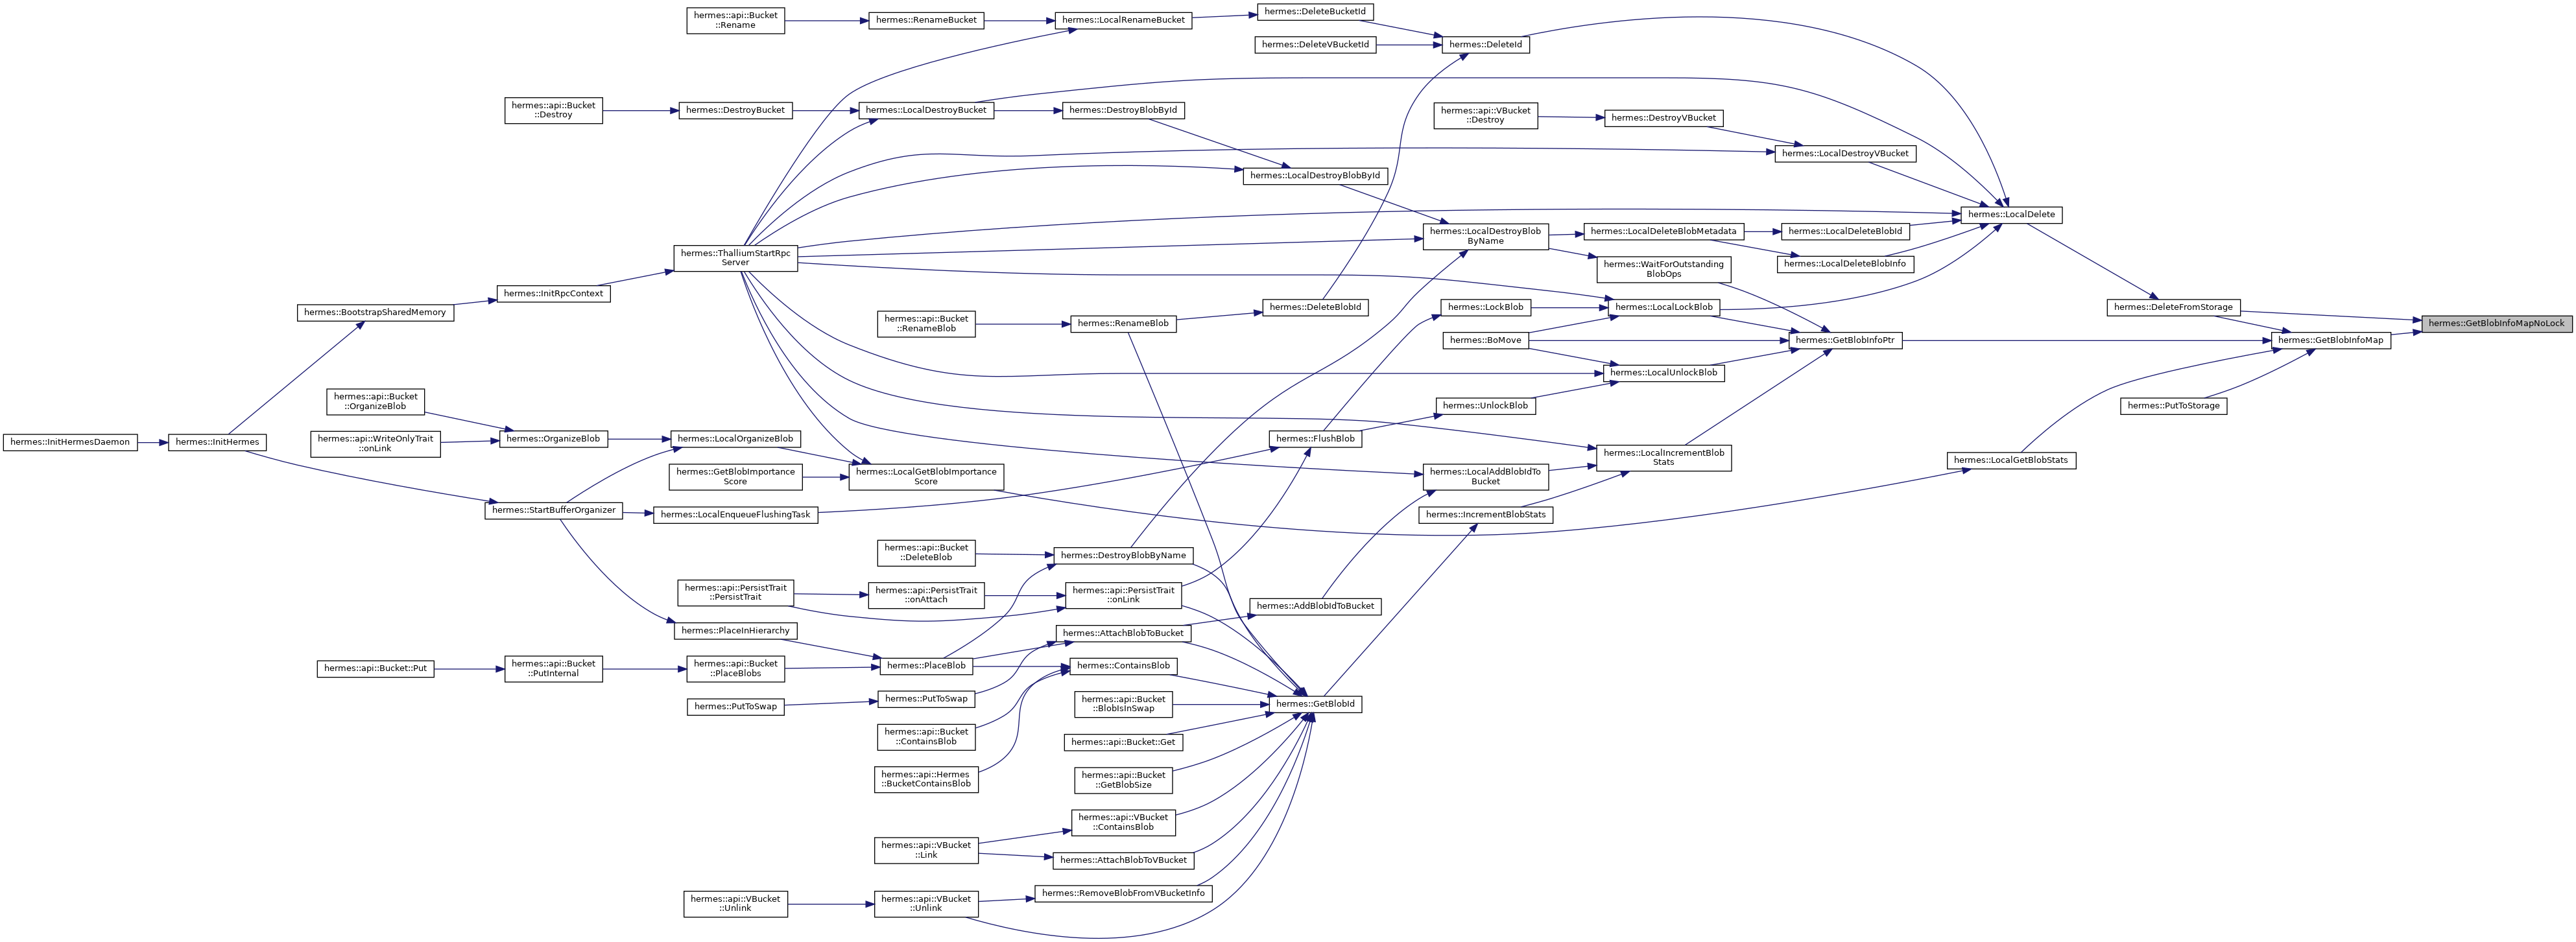 hermes::api::Bucket
::Rename
hermes::RenameBucket
hermes::LocalRenameBucket
hermes::DeleteBucketId
hermes::DeleteVBucketId
hermes::DeleteId
hermes::api::Bucket
::Destroy
hermes::DestroyBucket
hermes::LocalDestroyBucket
hermes::DestroyBlobById
hermes::api::VBucket
::Destroy
hermes::DestroyVBucket
hermes::LocalDestroyVBucket
hermes::LocalDestroyBlobById
hermes::LocalDelete
hermes::LocalDestroyBlob
ByName
hermes::LocalDeleteBlobMetadata
hermes::LocalDeleteBlobId
hermes::ThalliumStartRpc
Server
hermes::WaitForOutstanding
BlobOps
hermes::LocalDeleteBlobInfo
hermes::InitRpcContext
hermes::BootstrapSharedMemory
hermes::api::Bucket
::RenameBlob
hermes::RenameBlob
hermes::DeleteBlobId
hermes::LockBlob
hermes::LocalLockBlob
hermes::DeleteFromStorage
hermes::GetBlobInfoMapNoLock
hermes::BoMove
hermes::GetBlobInfoPtr
hermes::GetBlobInfoMap
hermes::LocalUnlockBlob
hermes::api::Bucket
::OrganizeBlob
hermes::UnlockBlob
hermes::PutToStorage
hermes::InitHermesDaemon
hermes::InitHermes
hermes::api::WriteOnlyTrait
::onLink
hermes::OrganizeBlob
hermes::LocalOrganizeBlob
hermes::FlushBlob
hermes::LocalIncrementBlob
Stats
hermes::LocalGetBlobStats
hermes::GetBlobImportance
Score
hermes::LocalGetBlobImportance
Score
hermes::LocalAddBlobIdTo
Bucket
hermes::StartBufferOrganizer
hermes::LocalEnqueueFlushingTask
hermes::IncrementBlobStats
hermes::api::Bucket
::DeleteBlob
hermes::DestroyBlobByName
hermes::api::PersistTrait
::PersistTrait
hermes::api::PersistTrait
::onAttach
hermes::api::PersistTrait
::onLink
hermes::AddBlobIdToBucket
hermes::PlaceInHierarchy
hermes::AttachBlobToBucket
hermes::api::Bucket::Put
hermes::api::Bucket
::PutInternal
hermes::api::Bucket
::PlaceBlobs
hermes::PlaceBlob
hermes::ContainsBlob
hermes::PutToSwap
hermes::PutToSwap
hermes::api::Bucket
::BlobIsInSwap
hermes::GetBlobId
hermes::api::Bucket
::ContainsBlob
hermes::api::Bucket::Get
hermes::api::Hermes
::BucketContainsBlob
hermes::api::Bucket
::GetBlobSize
hermes::api::VBucket
::ContainsBlob
hermes::api::VBucket
::Link
hermes::AttachBlobToVBucket
hermes::RemoveBlobFromVBucketInfo
hermes::api::VBucket
::Unlink
hermes::api::VBucket
::Unlink